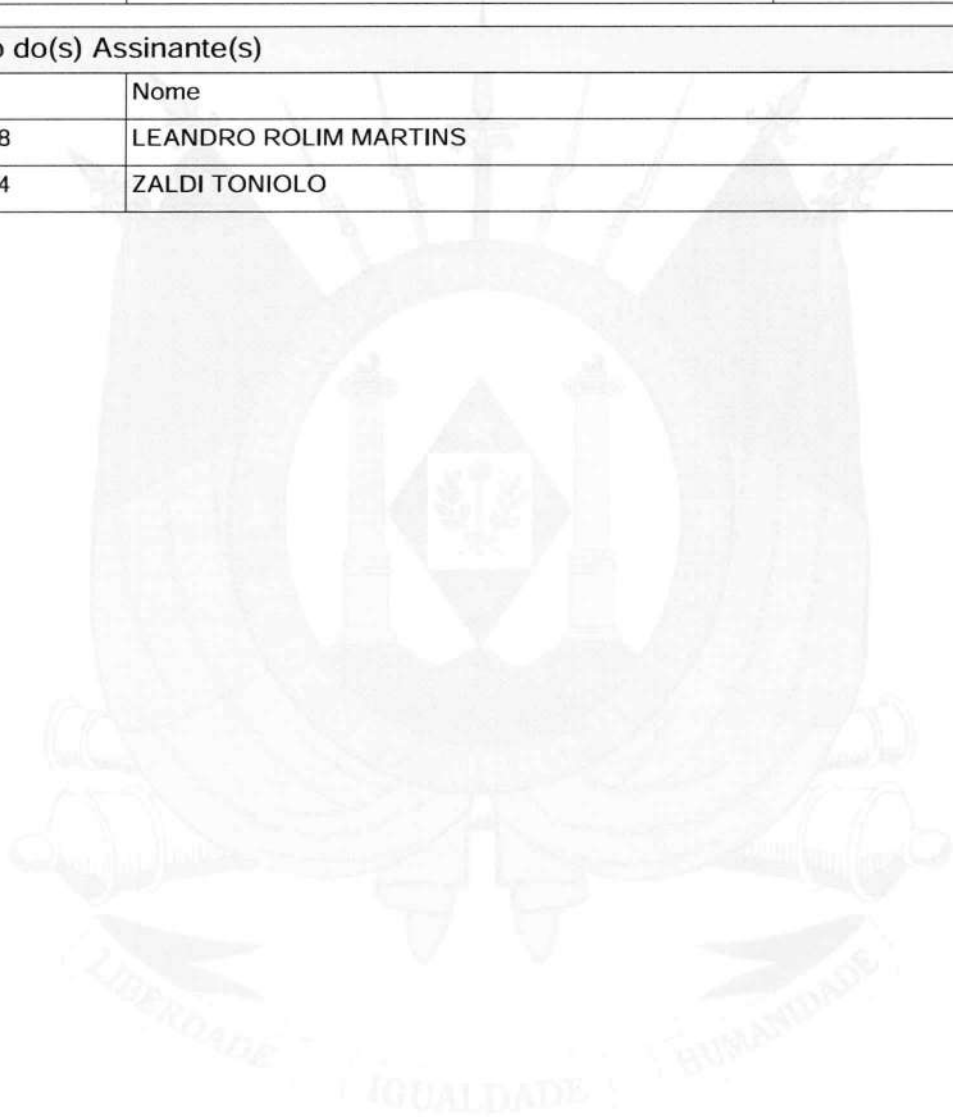 do(s) Assinante(s)
Nome
8 LEANDRO ROLIM MARTINS
4 ZALDI TONIOLO
LIBERDADE IGUALDADE HUMANIDADE